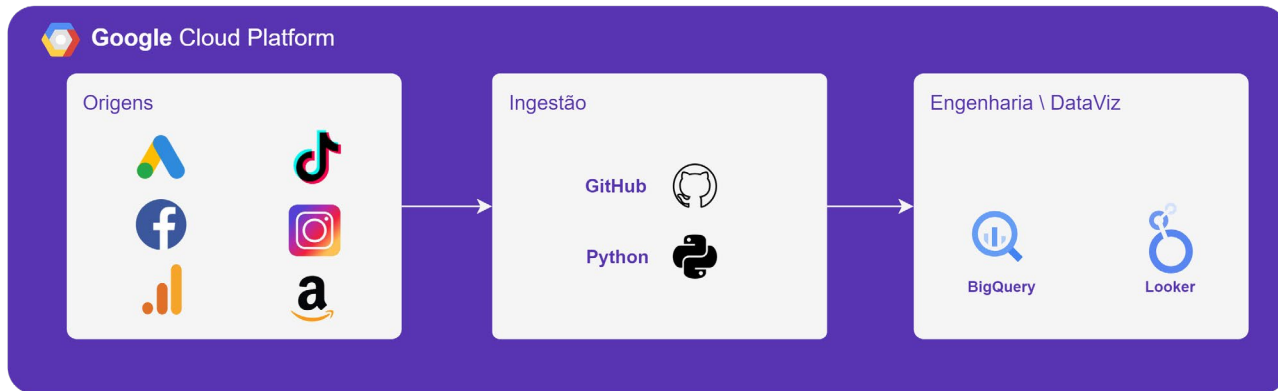 Google Cloud Platform
Origens
Ingestão
Engenharia \ DataViz
GitHub
Python
BigQuery
Looker